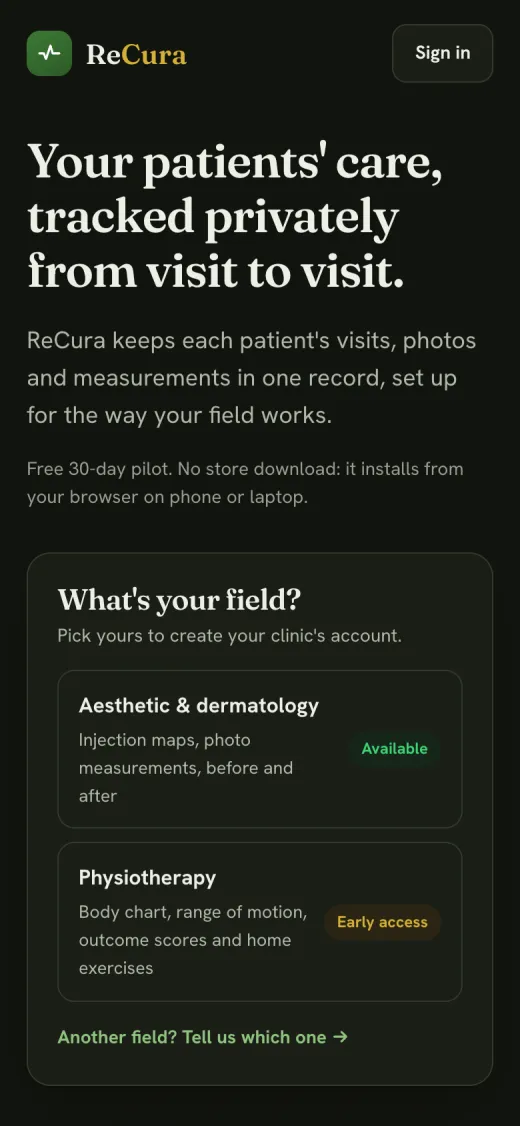 ReCura
Sign in
Your patients' care,
tracked privately
from visit to visit.
ReCura keeps each patient's visits, photos
and measurements in one record, set up
for the way your field works.
Free 30-day pilot. No store download: it installs from
your browser on phone or laptop.
What's your field?
Pick yours to create your clinic's account.
Aesthetic & dermatology
Injection maps, photo
measurements, before and
after
Available
Physiotherapy
Body chart, range of motion,
outcome scores and home
exercises
Early access
Another field? Tell us which one →